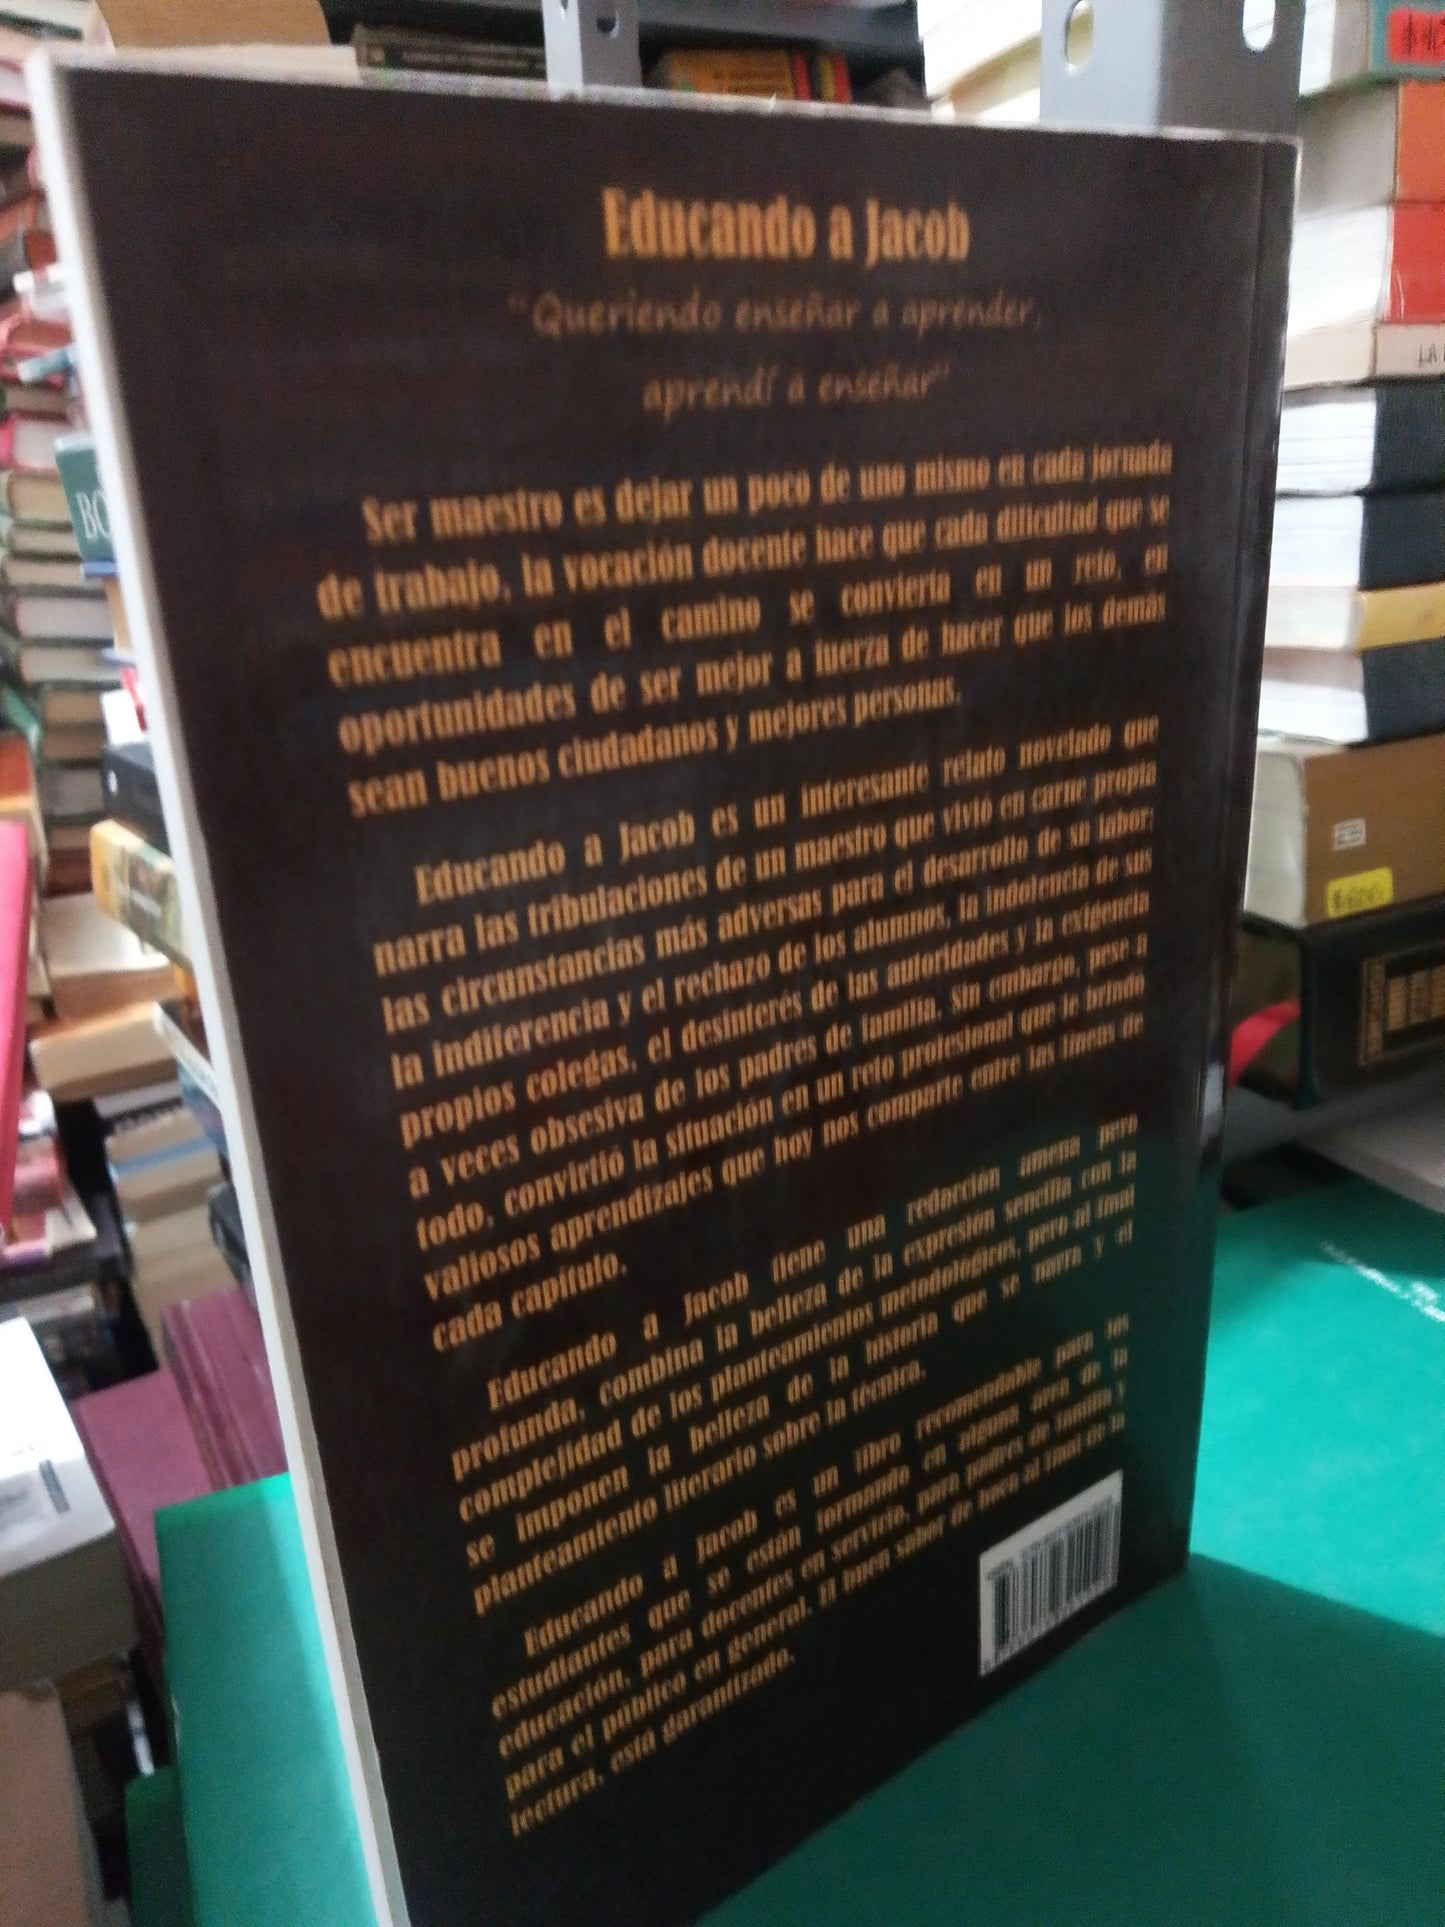 Educando a Jacob
"Queriendo enseñar a aprender,
aprendí a enseñar"
Ser maestro es dejar un poco de uno mismo en cada jornada
de trabajo, la vocación docente hace que cada dificultad que se
encuentra en el camino se convierta en un reto, en
oportunidades de ser mejor a fuerza de hacer que los demás
sean buenos ciudadanos y mejores personas.
Educando a Jacob es un interesante relato novelado que
narra las tribulaciones de un maestro que vivió en carne propia
las circunstancias más adversas para el desarrollo de su labor;
la indiferencia y el rechazo de los alumnos, la indolencia de sus
propios colegas, el desinterés de las autoridades y la exigencia
a veces obsesiva de los padres de familia, sin embargo, pese a
todo, convirtió la situación en un reto profesional que le brindó
valiosos aprendizajes que hoy nos comparte entre las líneas de
cada capítulo.
Educando a Jacob tiene una redacción amena pero
profunda, combina la belleza de la expresión sencilla con la
complejidad de los planteamientos metodológicos, pero al final
se imponen la belleza de la historia que se narra y el
planteamiento literario sobre la técnica.
Educando a Jacob es un libro recomendable para los
estudiantes que se están formando en alguna área de la
educación, para docentes en servicio, para padres de familia y
para el público en general. El buen sabor de boca al final de la
lectura, esta garantizado.
BO
LA
$600